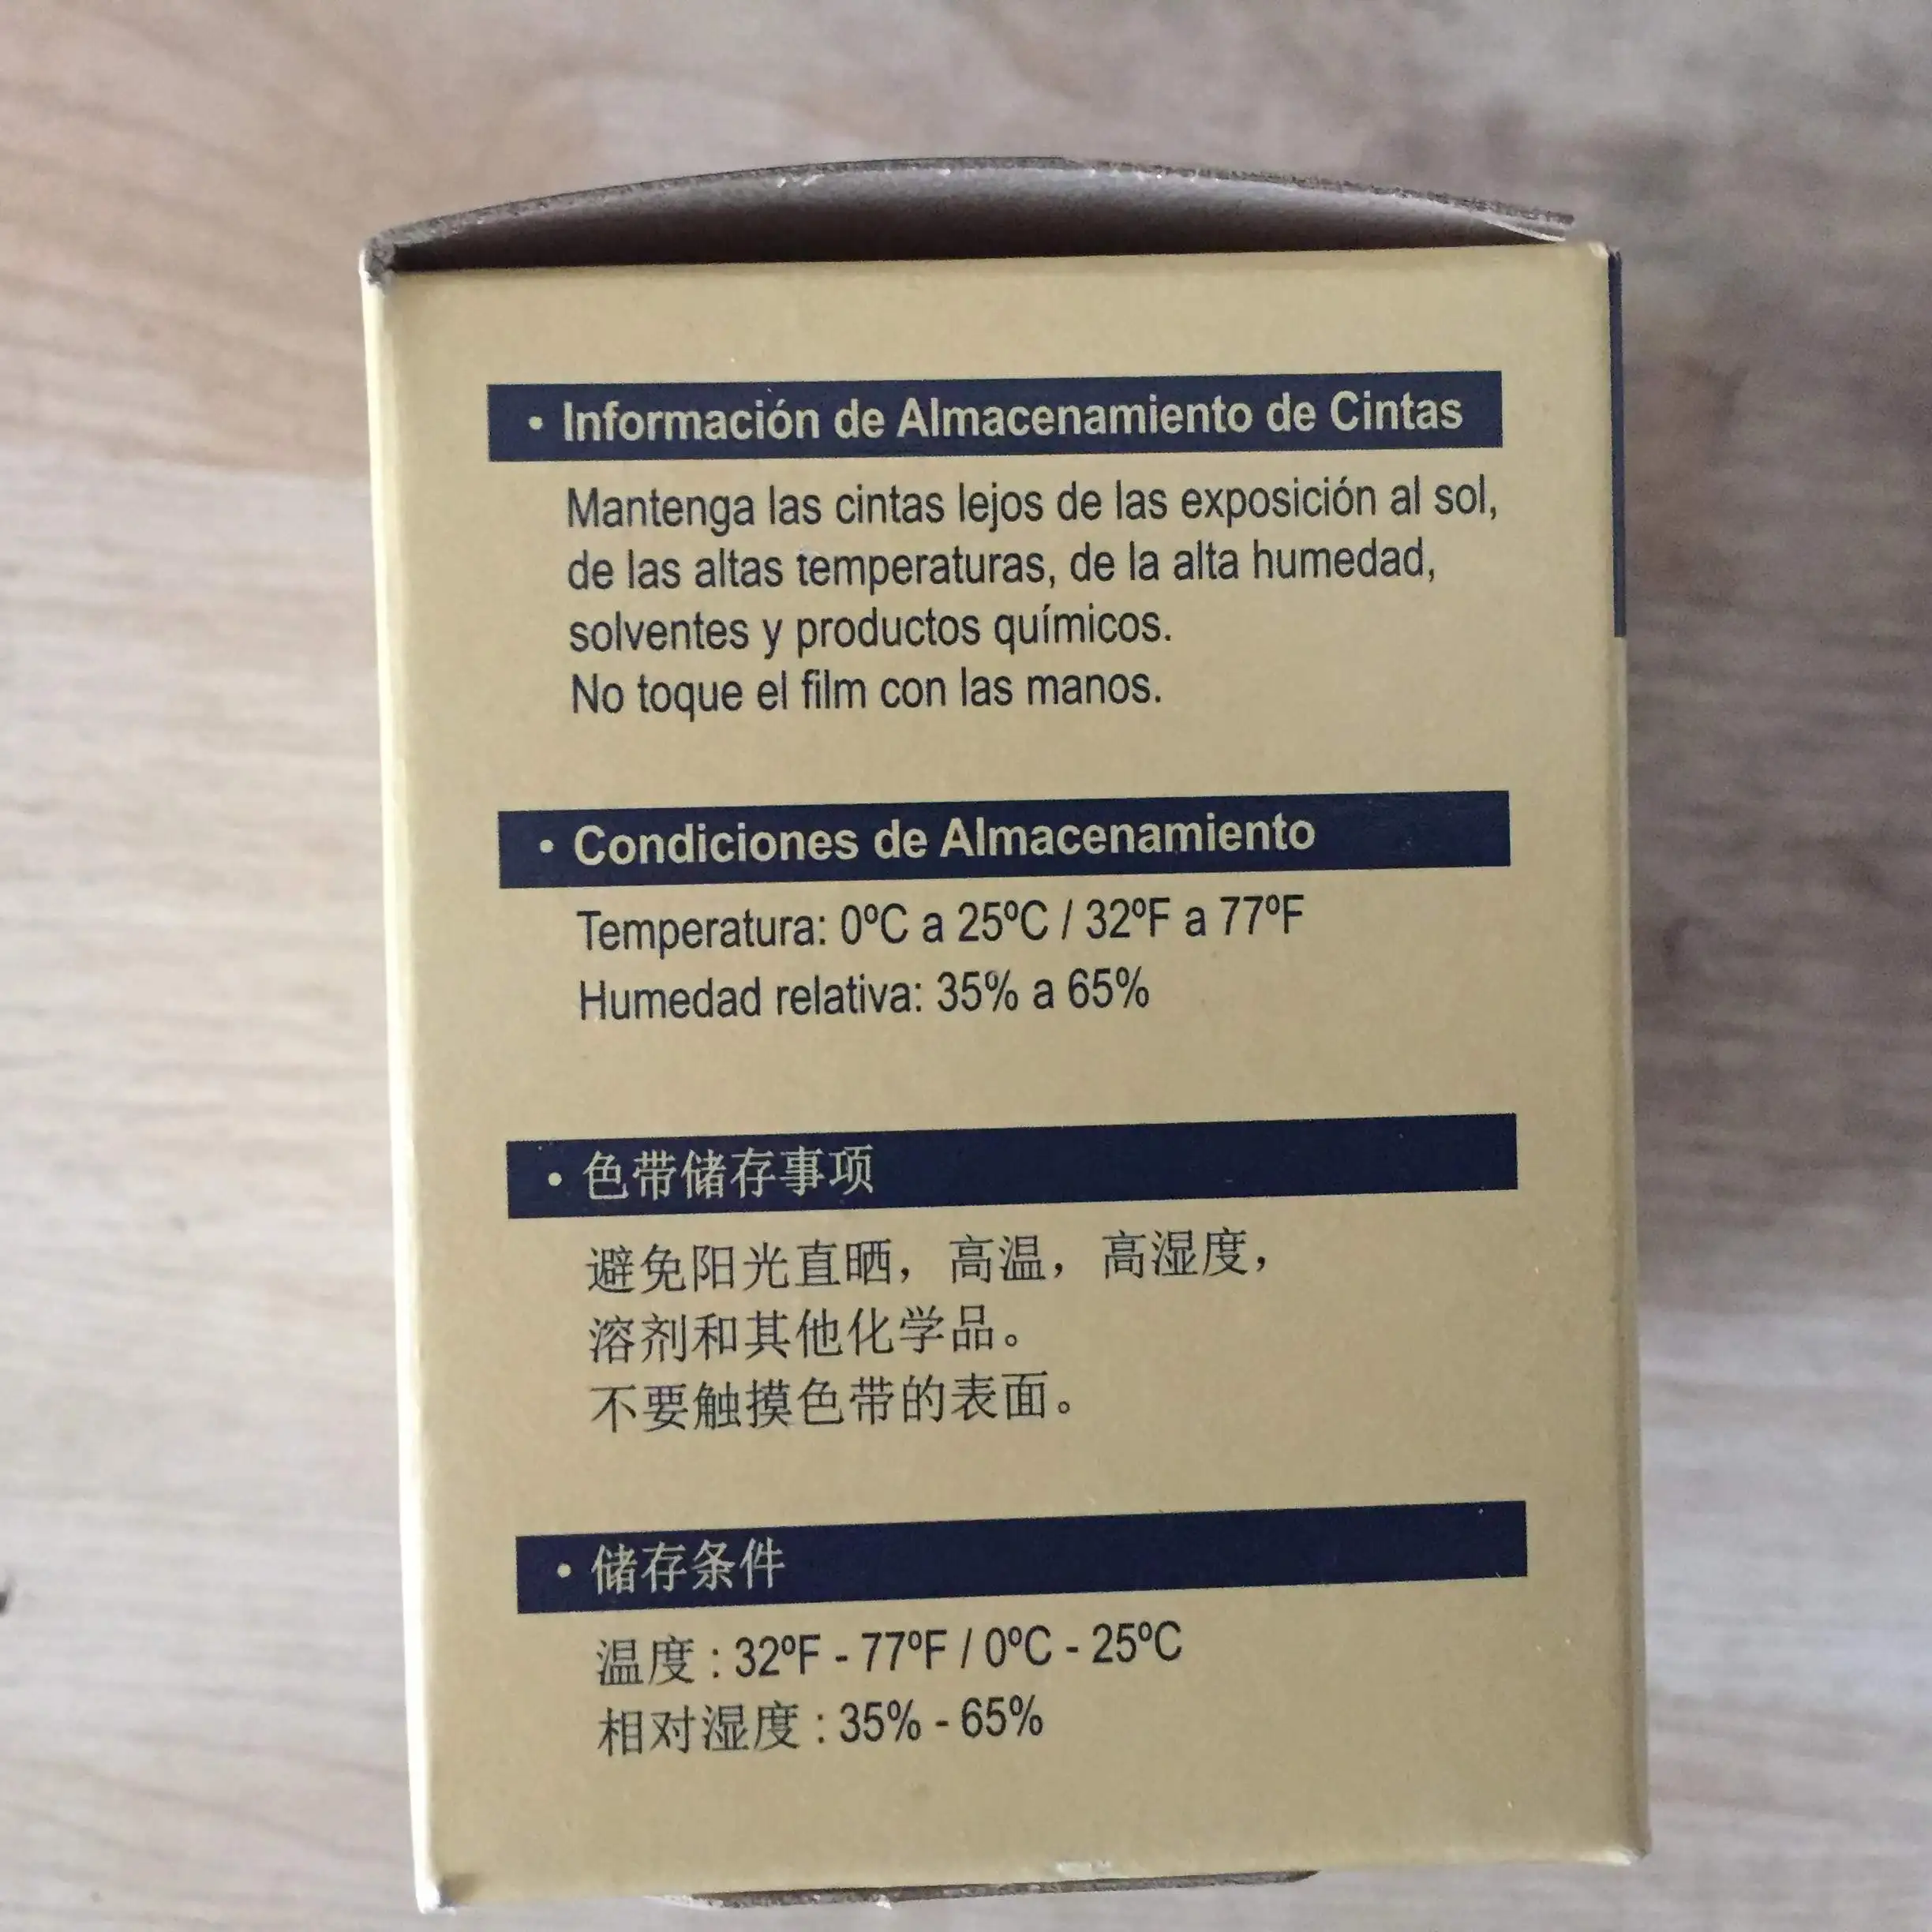 • Información de Almacenamiento de Cintas
Mantenga las cintas lejos de las exposición al sol,
de las altas temperaturas, de la alta humedad,
solventes y productos químicos.
No toque el film con las manos.
• Condiciones de Almacenamiento
Temperatura: 0ºC a 25ºC / 32ºF a 77ºF
Humedad relativa: 35% a 65%
• 色带储存事项
避免阳光直晒，高温，高湿度，
溶剂和其他化学品。
不要触摸色带的表面。
• 储存条件
温度 : 32ºF - 77ºF / 0ºC - 25ºC
相对湿度 : 35% - 65%